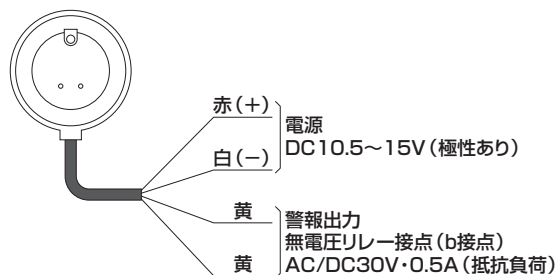 赤(+)
白(−)
電源
DC10.5〜15V(極性あり)
黄
黄
警報出力
無電圧リレー接点(b接点)
AC/DC30V・0.5A(抵抗負荷)